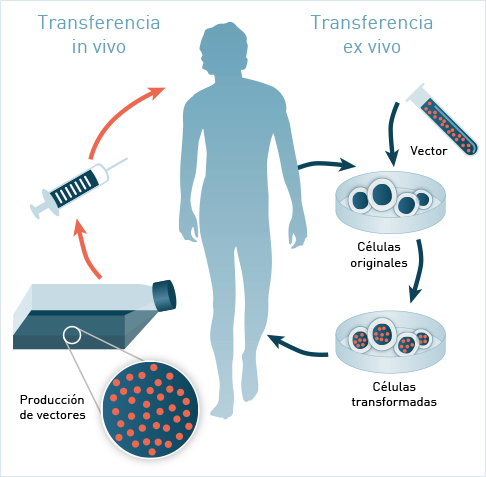 Transferencia
in vivo
Transferencia
ex vivo
Vector
Células
originales
Células
transformadas
Producción
de vectores